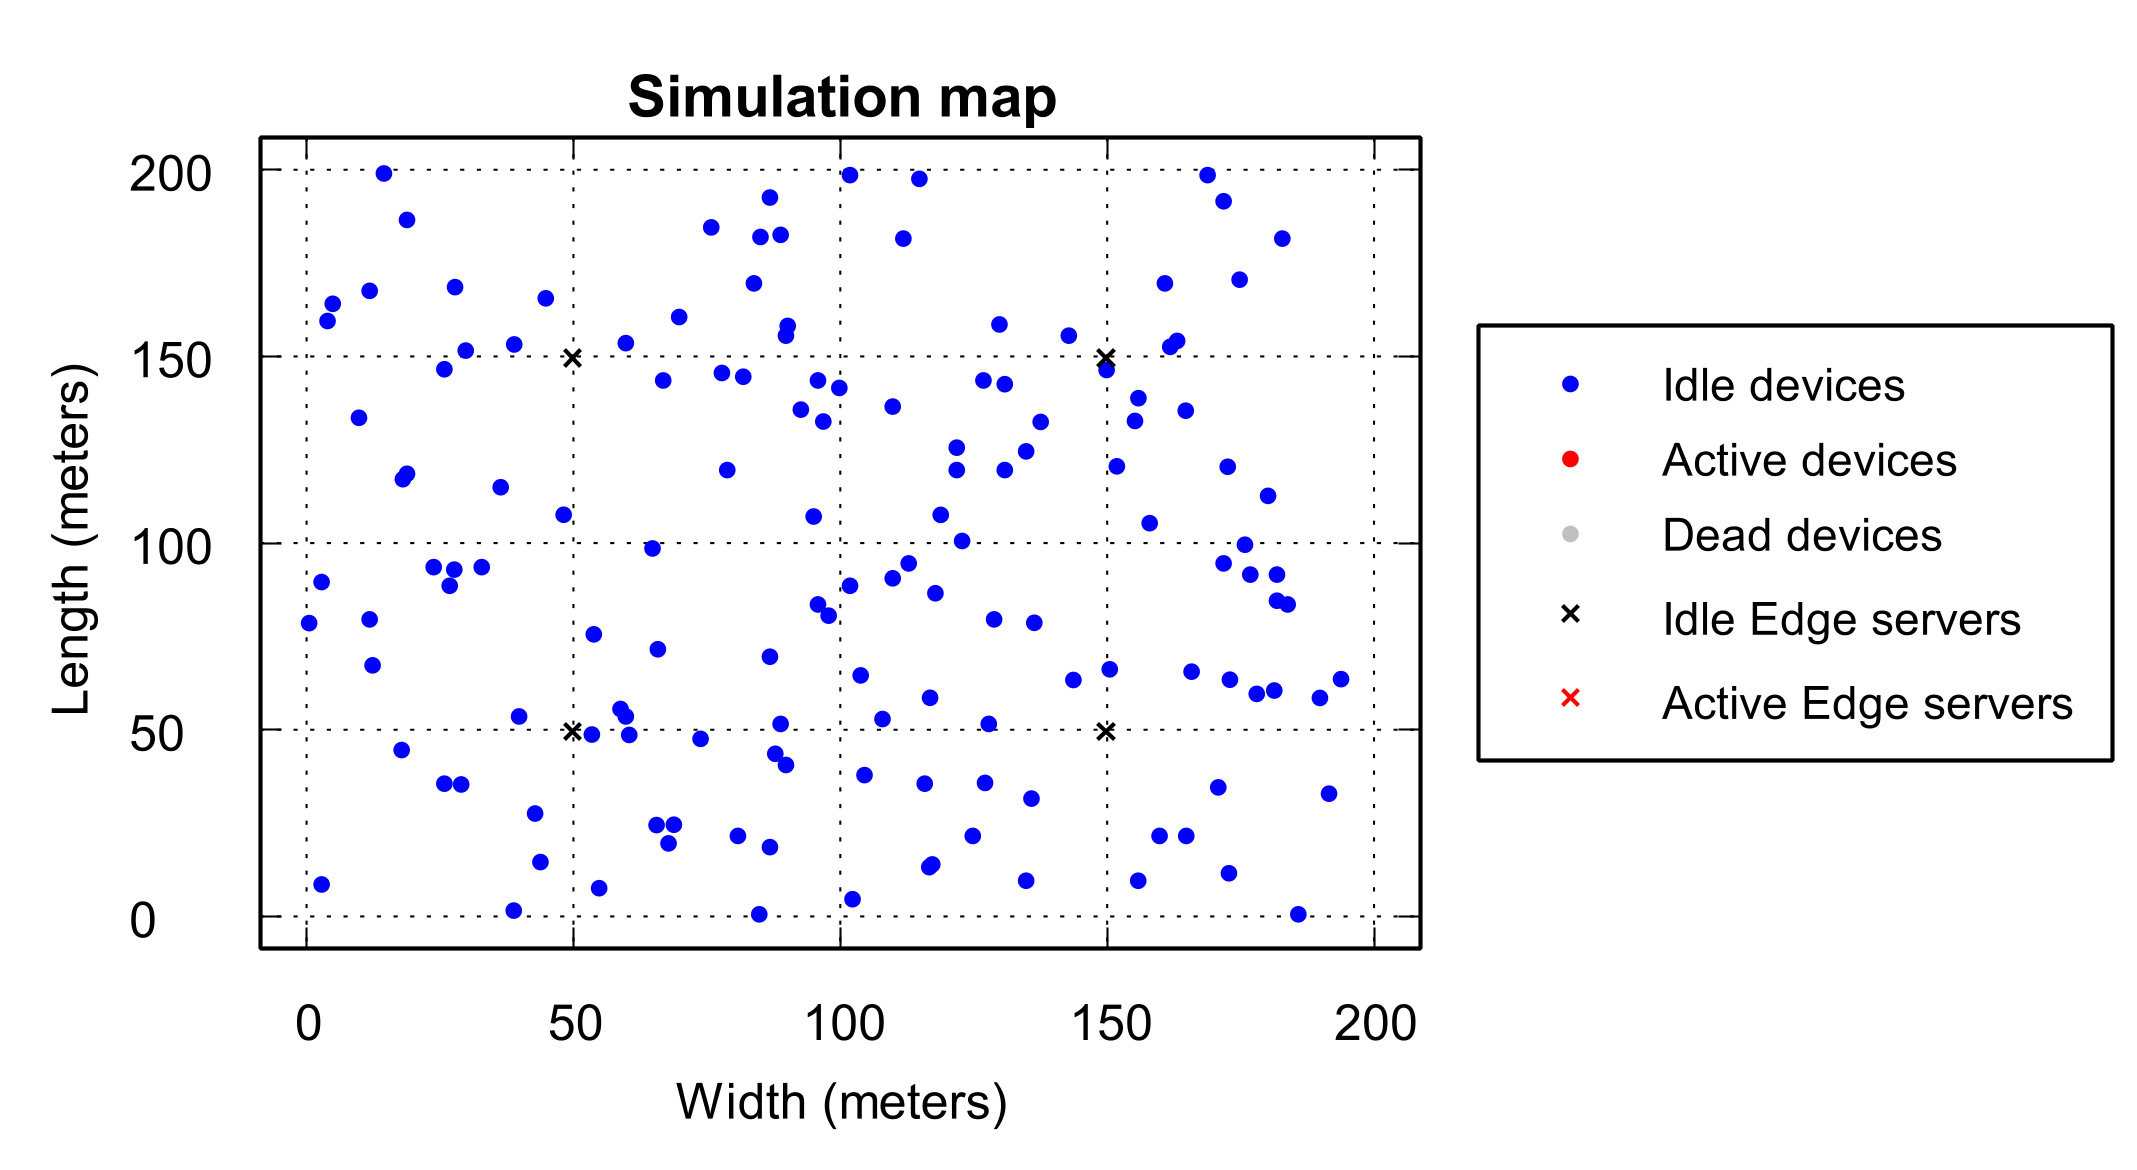 Simulation map
200
150
100
50
0
Length (meters)
0 50 100 150 200
Width (meters)
Idle devices
Active devices
Dead devices
Idle Edge servers
Active Edge servers